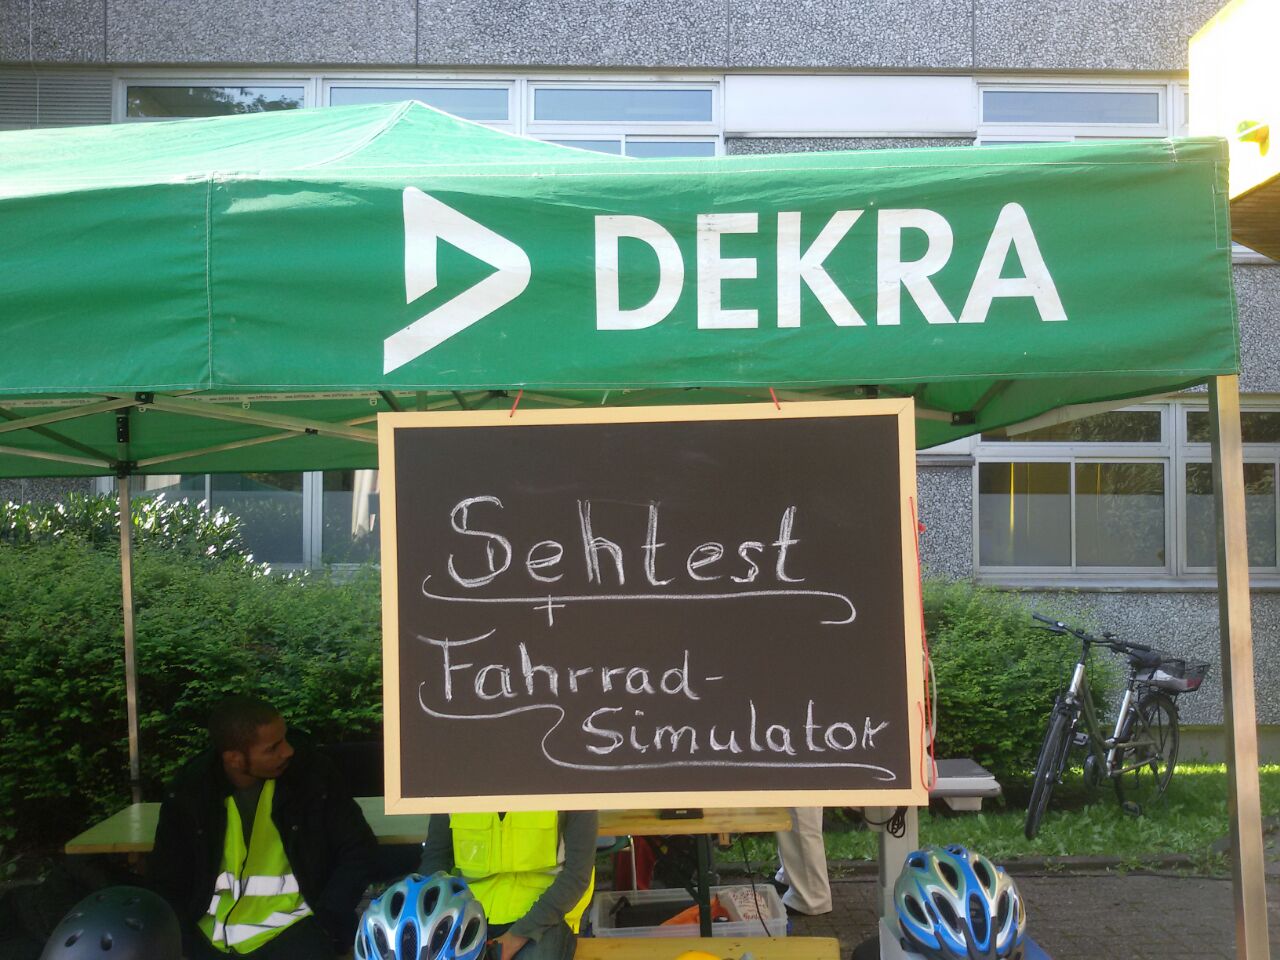 DEKRA
Sehtest
+
Fahrrad-
Simulator